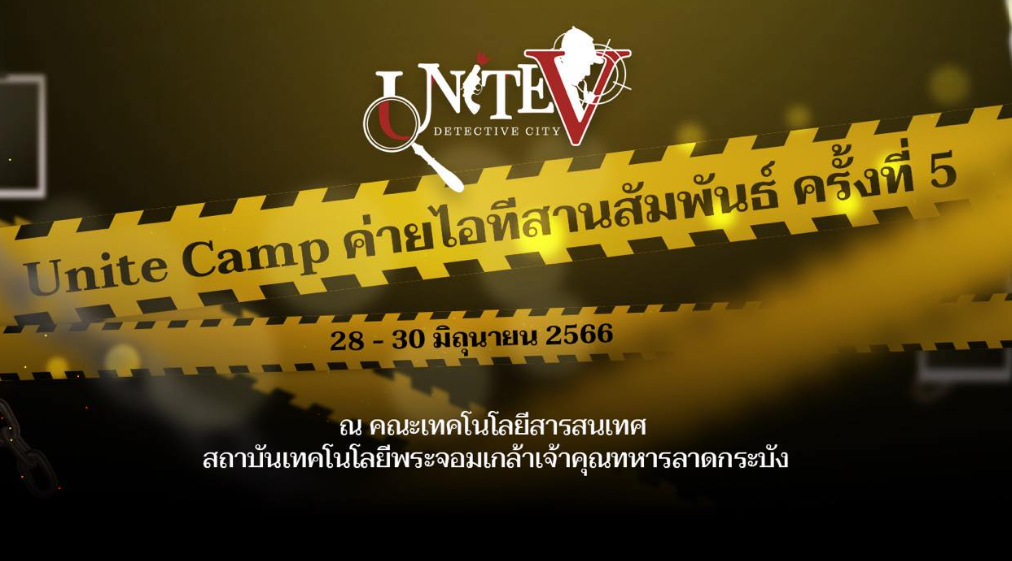 UNITE V
DETECTIVE CITY
Unite Camp ค่ายไอทีสานสัมพันธ์ ครั้งที่ 5
28 - 30 มิถุนายน 2566
ณ คณะเทคโนโลยีสารสนเทศ
สถาบันเทคโนโลยีพระจอมเกล้าเจ้าคุณทหารลาดกระบัง